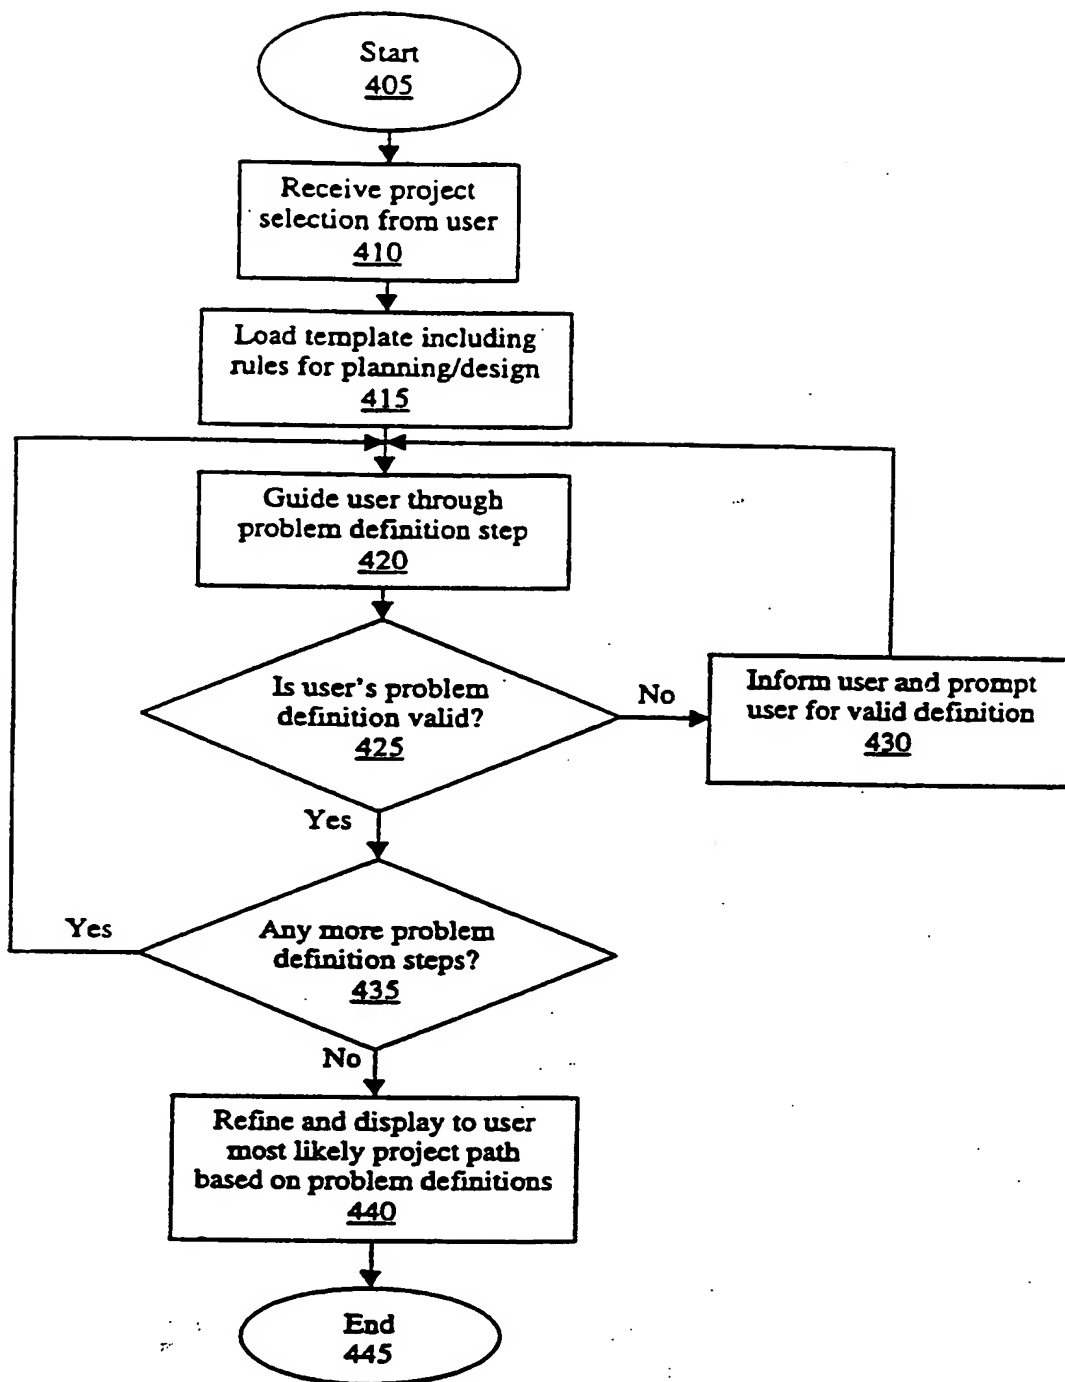 Start
405
Receive project
selection from user
410
Load template including
rules for planning/design
415
Guide user through
problem definition step
420
Is user's problem
definition valid?
425
No
Inform user and prompt
user for valid definition
430
Yes
Any more problem
definition steps?
435
Yes
No
Refine and display to user
most likely project path
based on problem definitions
440
End
445